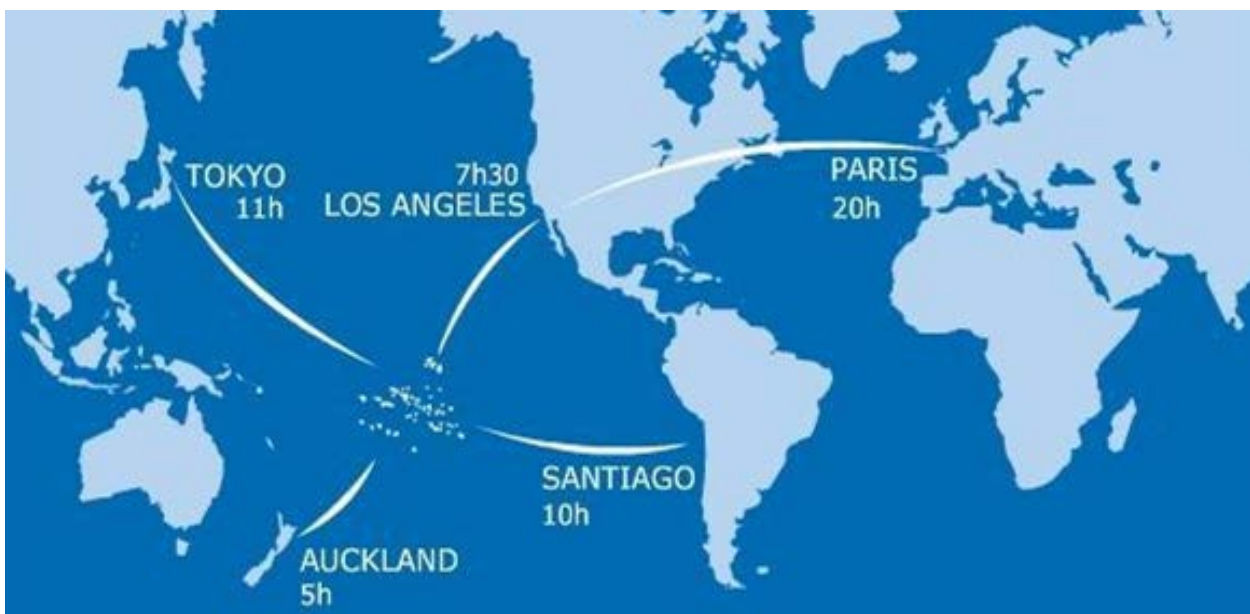 TOKYO
11h
7h30
LOS ANGELES
PARIS
20h
SANTIAGO
10h
AUCKLAND
5h